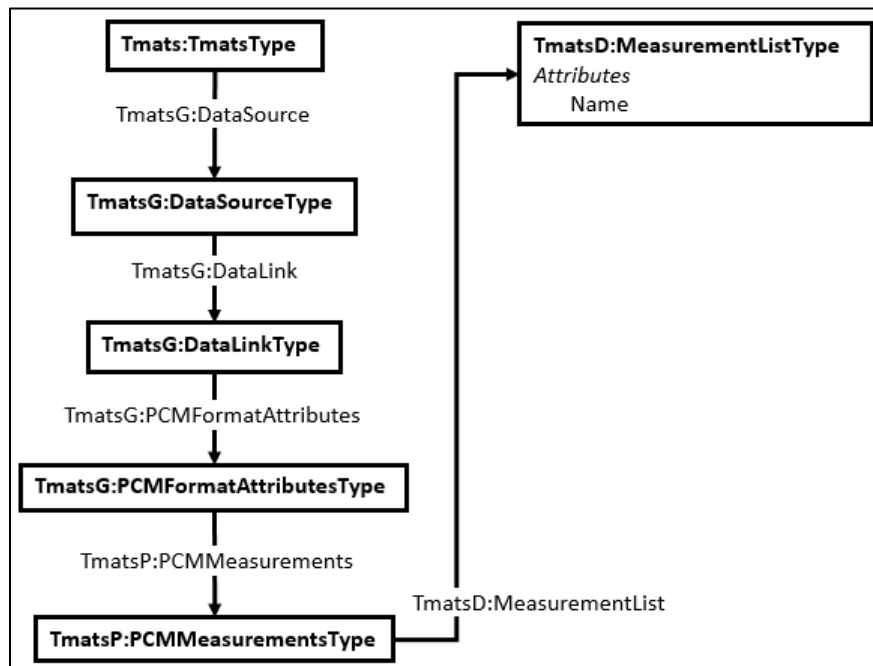 Tmats:TmatsType
TmatsG:DataSource
TmatsG:DataSourceType
TmatsG:DataLink
TmatsG:DataLinkType
TmatsG:PCMFormatAttributes
TmatsG:PCMFormatAttributesType
TmatsP:PCMMeasurements
TmatsP:PCMMeasurementsType
TmatsD:MeasurementList
TmatsD:MeasurementListType
Attributes
Name